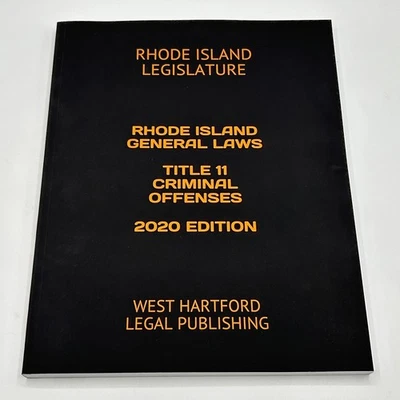 RHODE ISLAND
LEGISLATURE
RHODE ISLAND
GENERAL LAWS
TITLE 11
CRIMINAL
OFFENSES
2020 EDITION
WEST HARTFORD
LEGAL PUBLISHING